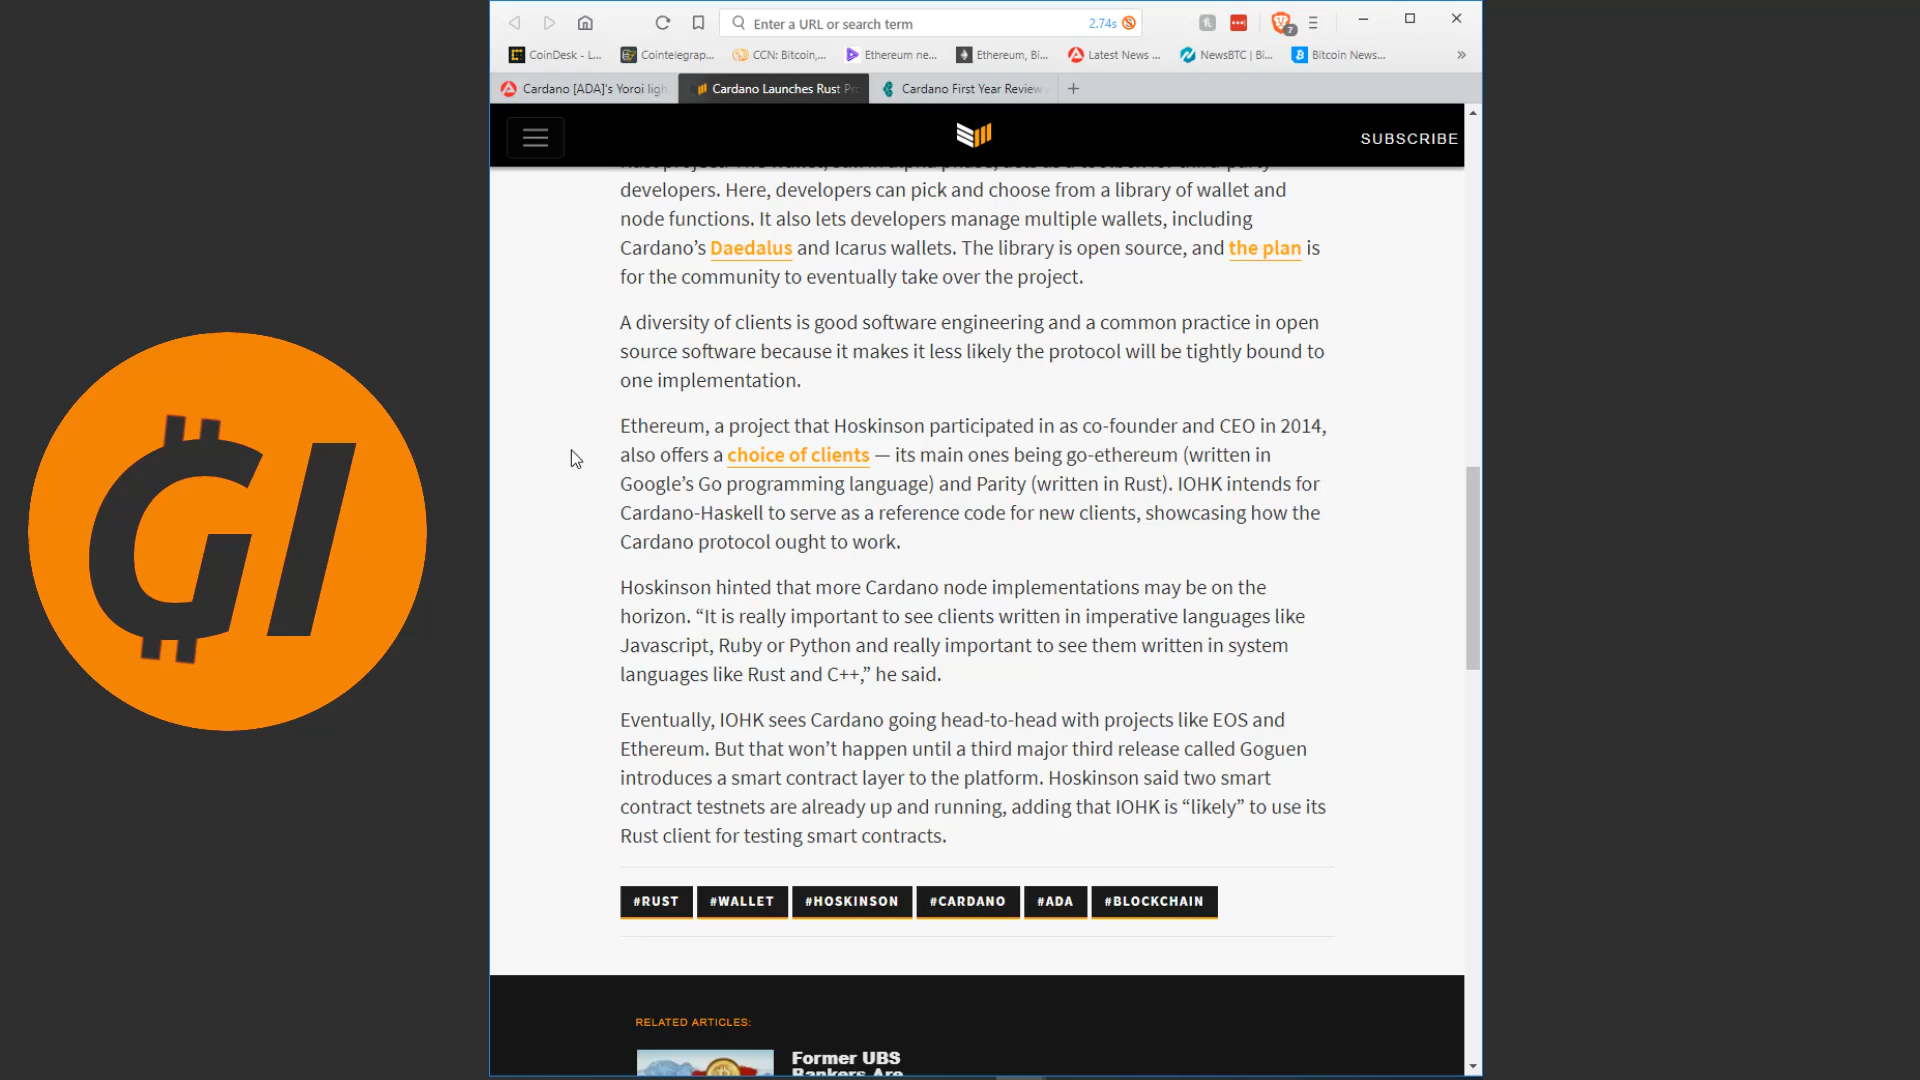 Enter a URL or search term
2.74s
7
CoinDesk - L...
Cointelegrap...
CCN: Bitcoin,...
Ethereum ne...
Ethereum, Bi...
Latest News ...
NewsBTC | Bi...
Bitcoin News...
Cardano [ADA]'s Yoroi ligh
Cardano Launches Rust Pr
Cardano First Year Review
SUBSCRIBE
developers. Here, developers can pick and choose from a library of wallet and
node functions. It also lets developers manage multiple wallets, including
Cardano’s Daedalus and Icarus wallets. The library is open source, and the plan is
for the community to eventually take over the project.
A diversity of clients is good software engineering and a common practice in open
source software because it makes it less likely the protocol will be tightly bound to
one implementation.
Ethereum, a project that Hoskinson participated in as co-founder and CEO in 2014,
also offers a choice of clients — its main ones being go-ethereum (written in
Google’s Go programming language) and Parity (written in Rust). IOHK intends for
Cardano-Haskell to serve as a reference code for new clients, showcasing how the
Cardano protocol ought to work.
Hoskinson hinted that more Cardano node implementations may be on the
horizon. “It is really important to see clients written in imperative languages like
Javascript, Ruby or Python and really important to see them written in system
languages like Rust and C++,” he said.
Eventually, IOHK sees Cardano going head-to-head with projects like EOS and
Ethereum. But that won’t happen until a third major third release called Goguen
introduces a smart contract layer to the platform. Hoskinson said two smart
contract testnets are already up and running, adding that IOHK is “likely” to use its
Rust client for testing smart contracts.
#RUST #WALLET #HOSKINSON #CARDANO #ADA #BLOCKCHAIN
RELATED ARTICLES:
Former UBS
Bankers Are
GI